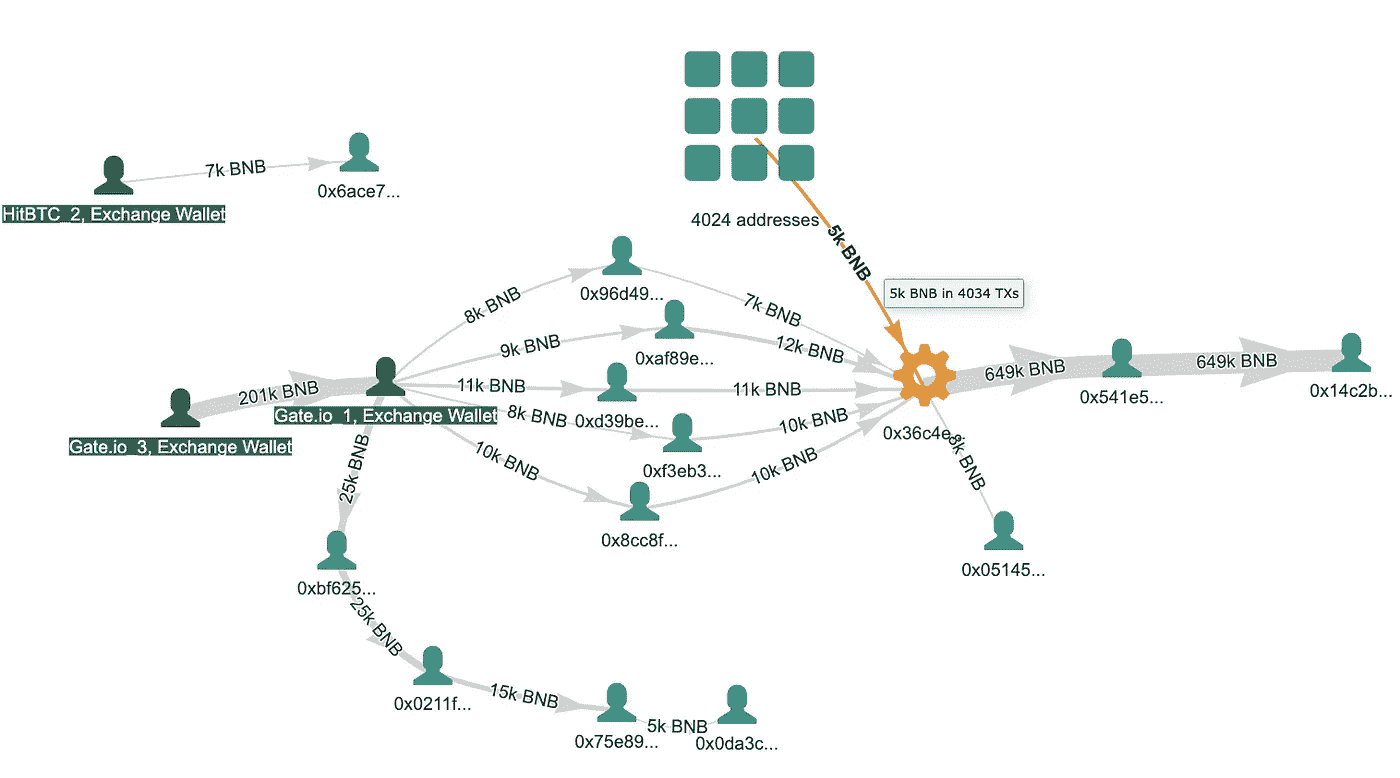 7k BNB
HitBTC_2, Exchange Wallet
0x6ace7...
4024 addresses
5k BNB
5k BNB in 4034 TXs
8k BNB
0x96d49...
7k BNB
9k BNB
0xaf89e...
12k BNB
201k BNB
Gate.io_3, Exchange Wallet
Gate.io_1, Exchange Wallet
11k BNB
0xd39be...
11k BNB
8k BNB
0xf3eb3...
10k BNB
10k BNB
0x8cc8f...
10k BNB
0x36c4e...
649k BNB
0x541e5...
649k BNB
0x14c2b...
8k BNB
0x05145...
25k BNB
0xbf625...
25k BNB
0x0211f...
15k BNB
0x75e89...
5k BNB
0x0da3c...